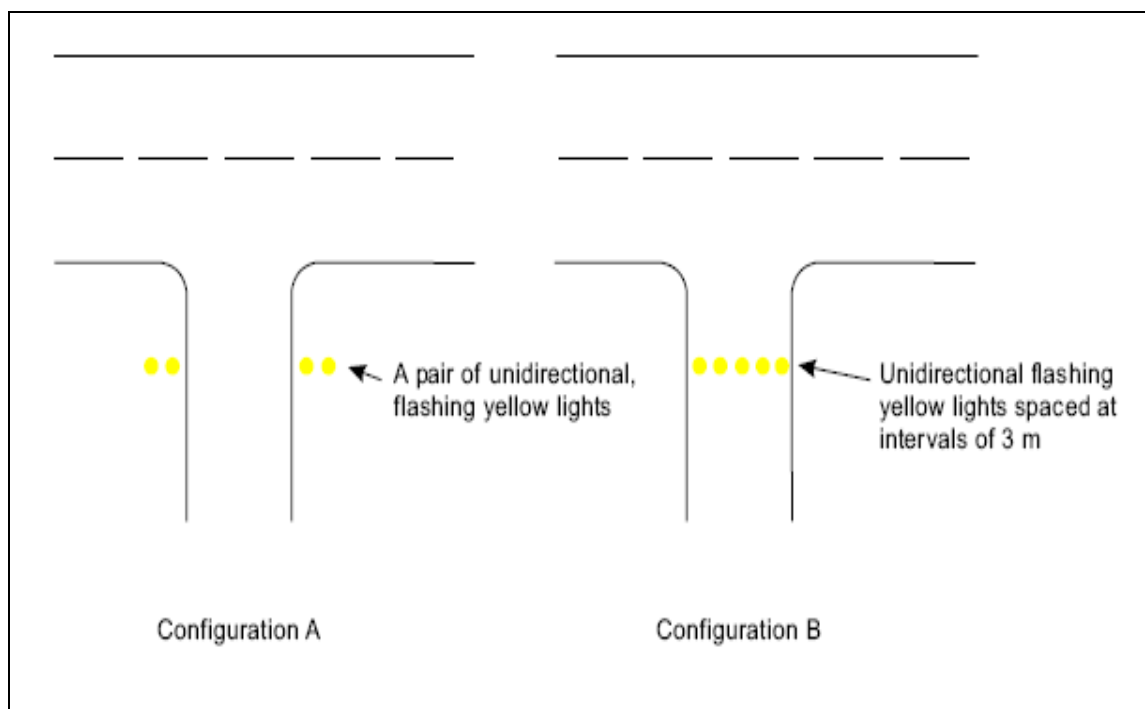 A pair of unidirectional,
flashing yellow lights
Unidirectional flashing
yellow lights spaced at
intervals of 3 m
Configuration A
Configuration B